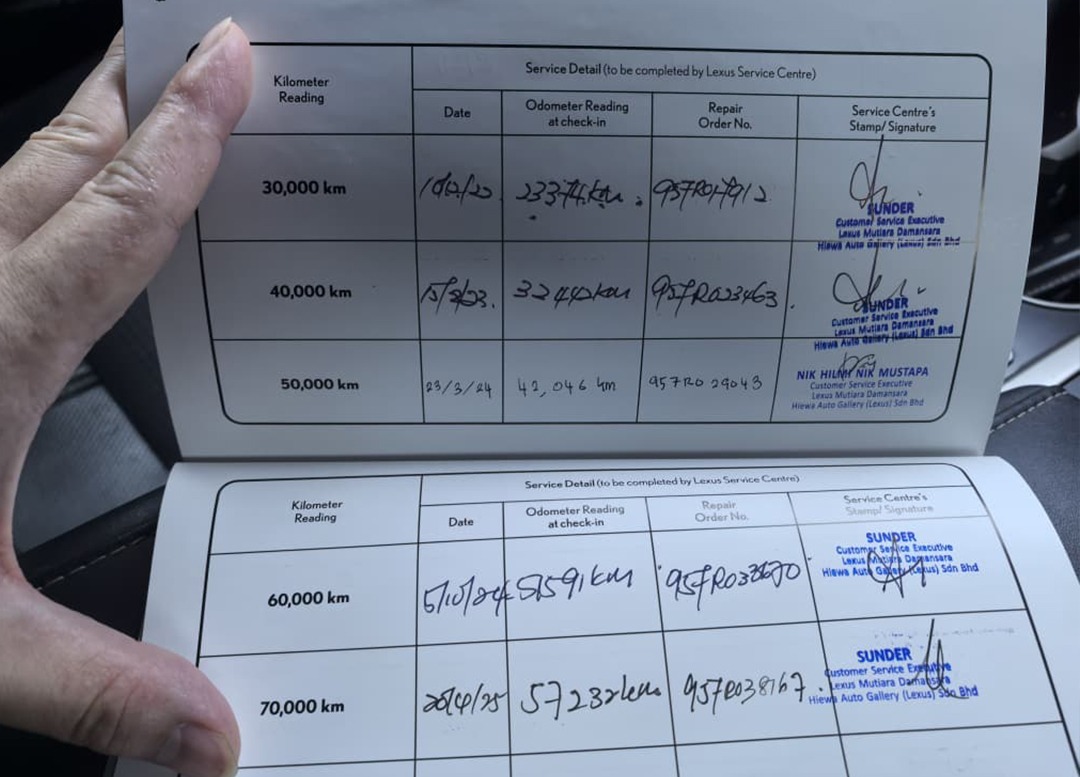 Kilometer
Reading
Service Detail (to be completed by Lexus Service Centre)
Date
Odometer Reading
at check-in
Repair
Order No.
Service Centre's
Stamp/ Signature
30,000 km
23374km
957R017912
SUNDER
Customer Service Executive
Lexus Mutiara Damansara
Hiewa Auto Gallery (Lexus) Sdn Bhd
40,000 km
32442km
957R023463
SUNDER
Customer Service Executive
Lexus Mutiara Damansara
Hiewa Auto Gallery (Lexus) Sdn Bhd
50,000 km
23/3/24
42,046 km
957R0 29043
NIK HILMI NIK MUSTAPA
Customer Service Executive
Lexus Mutiara Damansara
Hiewa Auto Gallery (Lexus) Sdn Bhd
Kilometer
Reading
Service Detail (to be completed by Lexus Service Centre)
Date
Odometer Reading
at check-in
Repair
Order No.
Service Centre's
Stamp/ Signature
60,000 km
5/10/24
51591km
SUNDER
Customer Service Executive
Lexus Mutiara Damansara
Hiewa Auto Gallery (Lexus) Sdn Bhd
70,000 km
57232km
957R038167
SUNDER
Customer Service Executive
Lexus Mutiara Damansara
Hiewa Auto Gallery (Lexus) Sdn Bhd